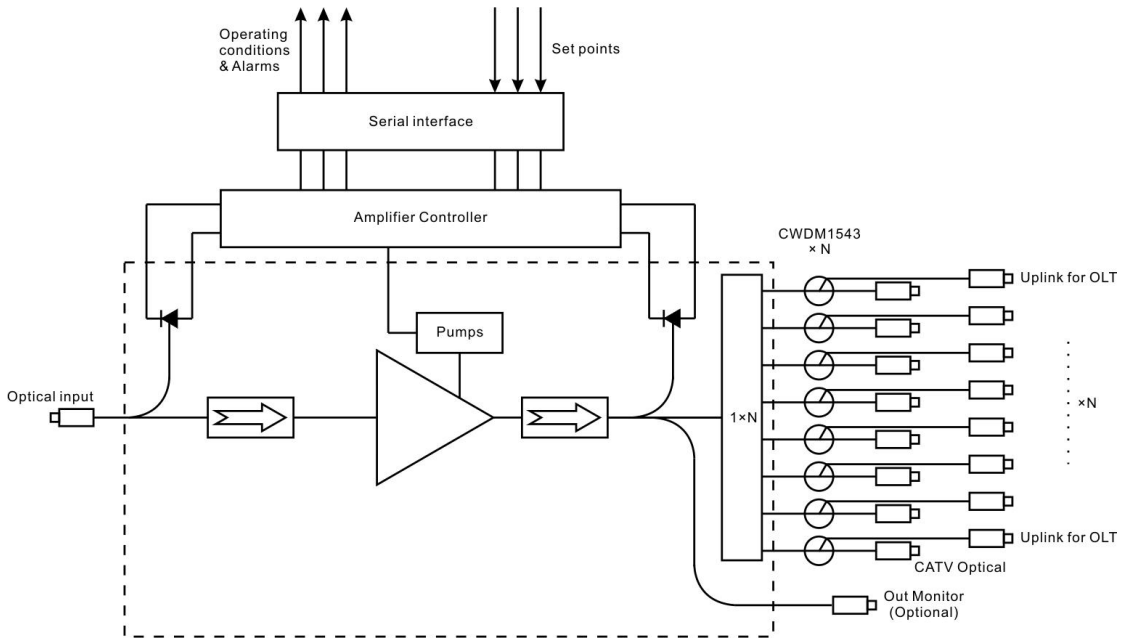 Operating
conditions
& Alarms
Set points
Serial interface
Amplifier Controller
CWDM1543
× N
Uplink for OLT
Pumps
Optical input
1×N
×N
Uplink for OLT
CATV Optical
Out Monitor
(Optional)